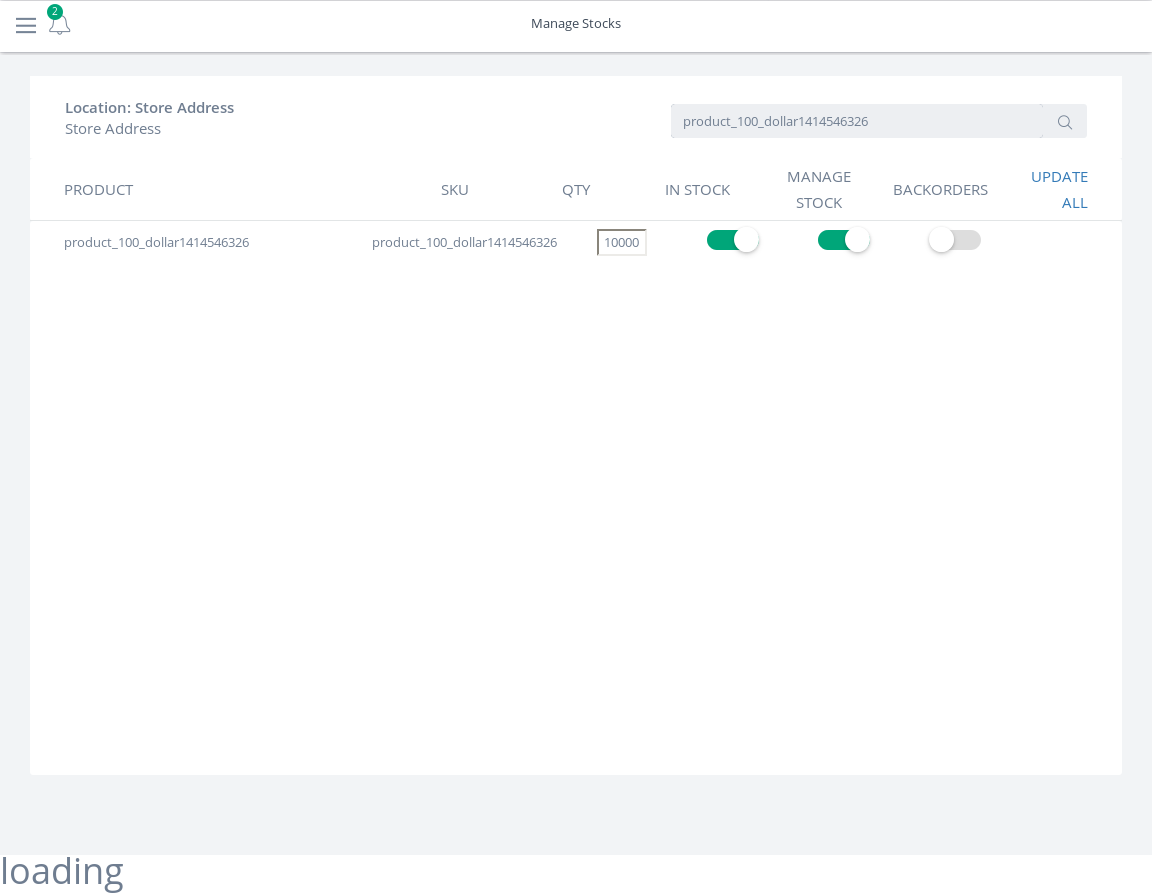 2
Manage Stocks
Location: Store Address
Store Address
product_100_dollar1414546326
PRODUCT SKU QTY IN STOCK MANAGE STOCK BACKORDERS UPDATE ALL
product_100_dollar1414546326 product_100_dollar1414546326 10000
loading